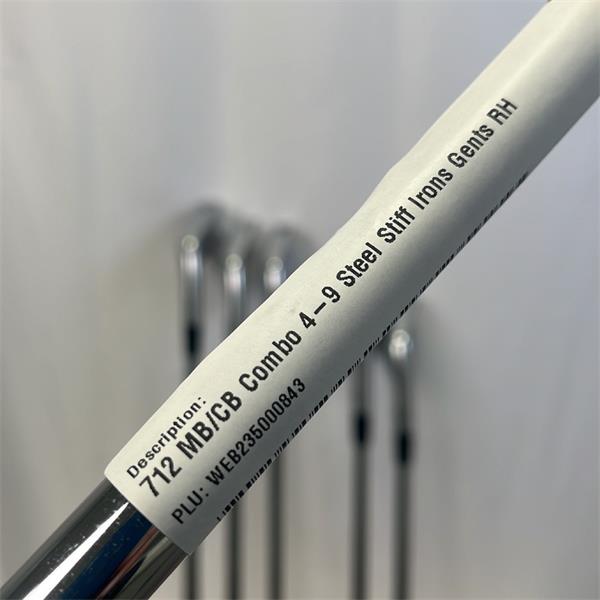 Description:
712 MB/CB Combo 4-9 Steel Stiff Irons Gents RH
PLU: WEB235000843